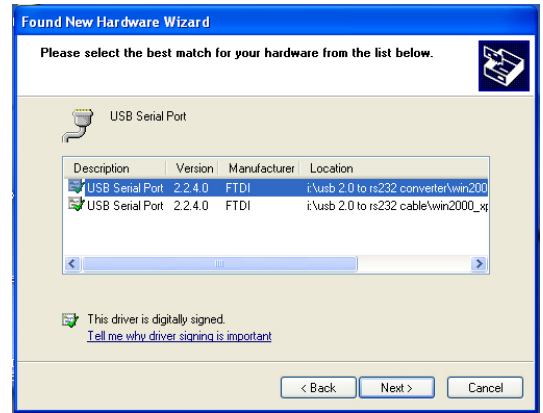 Found New Hardware Wizard
Please select the best match for your hardware from the list below.
USB Serial Port
Description Version Manufacturer Location
USB Serial Port 2.2.4.0 FTDI i:\usb 2.0 to rs232 converter\win200
USB Serial Port 2.2.4.0 FTDI i:\usb 2.0 to rs232 cable\win2000_xp
This driver is digitally signed.
Tell me why driver signing is important
< Back Next > Cancel